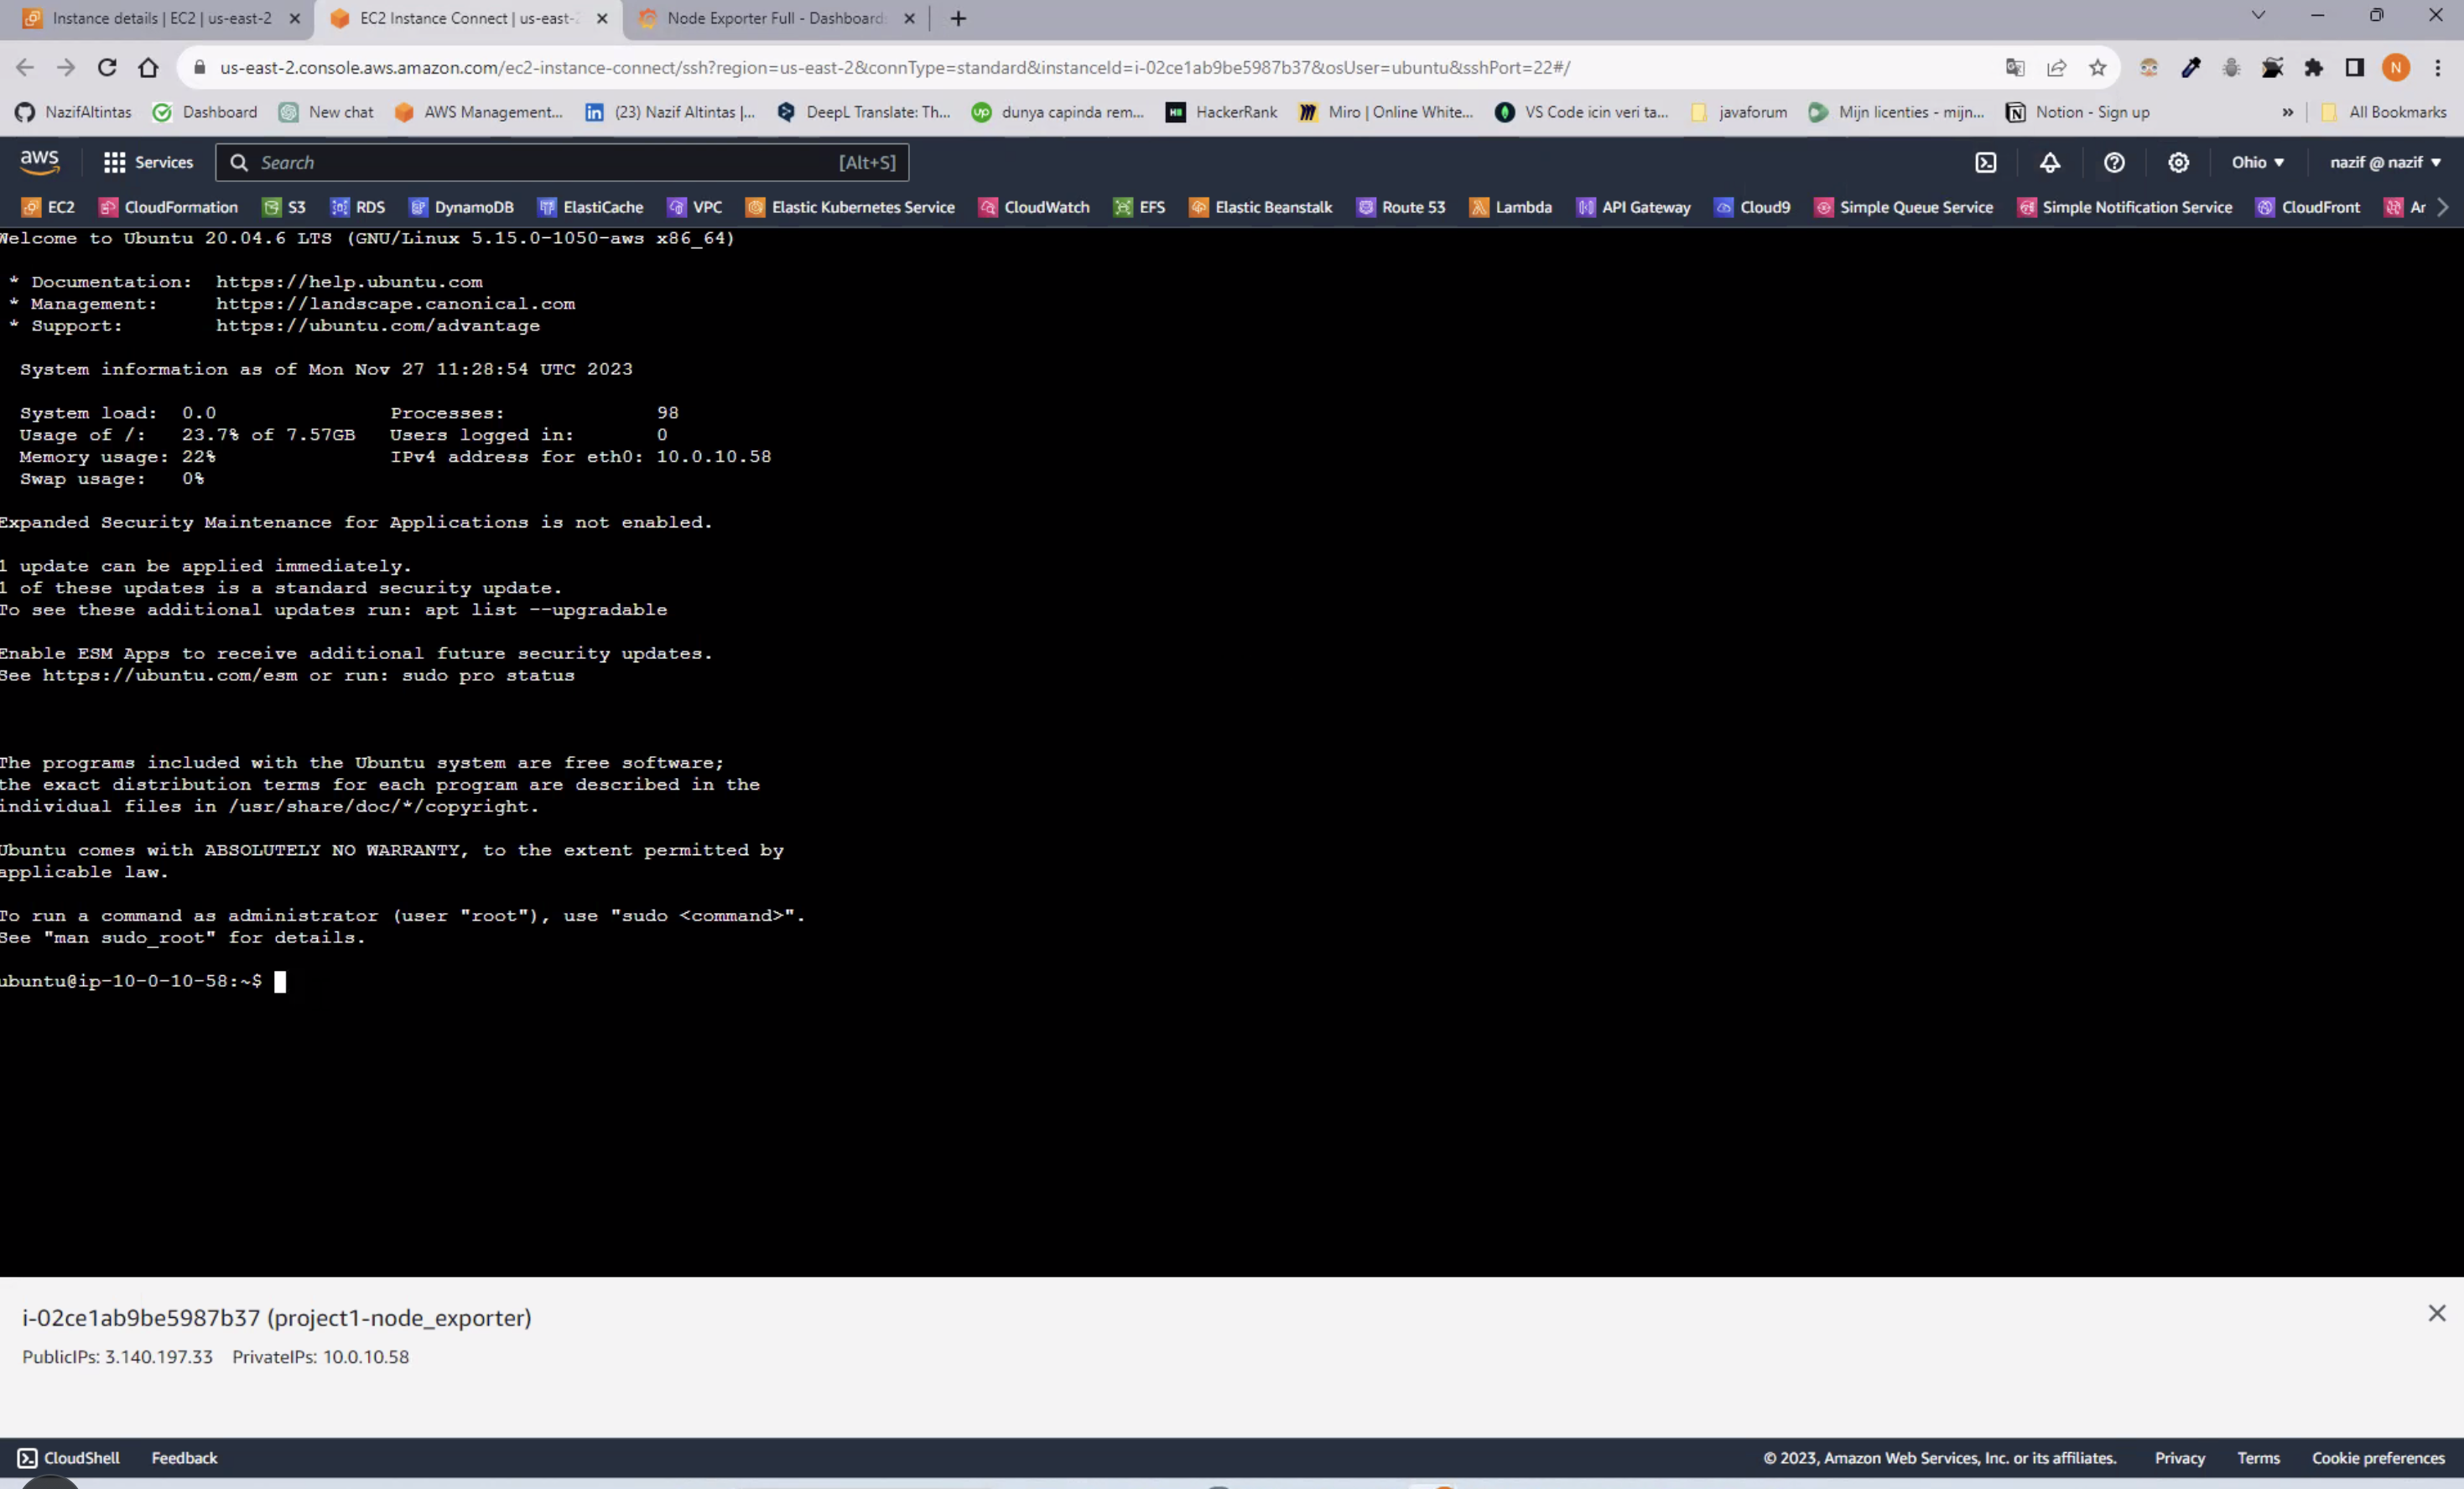 Instance details | EC2 | us-east-2
EC2 Instance Connect | us-east-2
Node Exporter Full - Dashboard
us-east-2.console.aws.amazon.com/ec2-instance-connect/ssh?region=us-east-2&connType=standard&instanceId=i-02ce1ab9be5987b37&osUser=ubuntu&sshPort=22#/
N
NazifAltintas
Dashboard
New chat
AWS Management...
(23) Nazif Altintas |...
DeepL Translate: Th...
dunya capinda rem...
HackerRank
Miro | Online White...
VS Code icin veri ta...
javaforum
Mijn licenties - mijn...
Notion - Sign up
»
All Bookmarks
aws
Services
Search
[Alt+S]
Ohio
nazif @ nazif
EC2
CloudFormation
S3
RDS
DynamoDB
ElastiCache
VPC
Elastic Kubernetes Service
CloudWatch
EFS
Elastic Beanstalk
Route 53
Lambda
API Gateway
Cloud9
Simple Queue Service
Simple Notification Service
CloudFront
Ar
Welcome to Ubuntu 20.04.6 LTS (GNU/Linux 5.15.0-1050-aws x86_64)
* Documentation: https://help.ubuntu.com
* Management: https://landscape.canonical.com
* Support: https://ubuntu.com/advantage
System information as of Mon Nov 27 11:28:54 UTC 2023
System load: 0.0 Processes: 98
Usage of /: 23.7% of 7.57GB Users logged in: 0
Memory usage: 22% IPv4 address for eth0: 10.0.10.58
Swap usage: 0%
Expanded Security Maintenance for Applications is not enabled.
1 update can be applied immediately.
1 of these updates is a standard security update.
To see these additional updates run: apt list --upgradable
Enable ESM Apps to receive additional future security updates.
See https://ubuntu.com/esm or run: sudo pro status
The programs included with the Ubuntu system are free software;
the exact distribution terms for each program are described in the
individual files in /usr/share/doc/*/copyright.
Ubuntu comes with ABSOLUTELY NO WARRANTY, to the extent permitted by
applicable law.
To run a command as administrator (user "root"), use "sudo <command>".
See "man sudo_root" for details.
ubuntu@ip-10-0-10-58:~$
i-02ce1ab9be5987b37 (project1-node_exporter)
PublicIPs: 3.140.197.33 PrivateIPs: 10.0.10.58
CloudShell
Feedback
© 2023, Amazon Web Services, Inc. or its affiliates.
Privacy
Terms
Cookie preferences